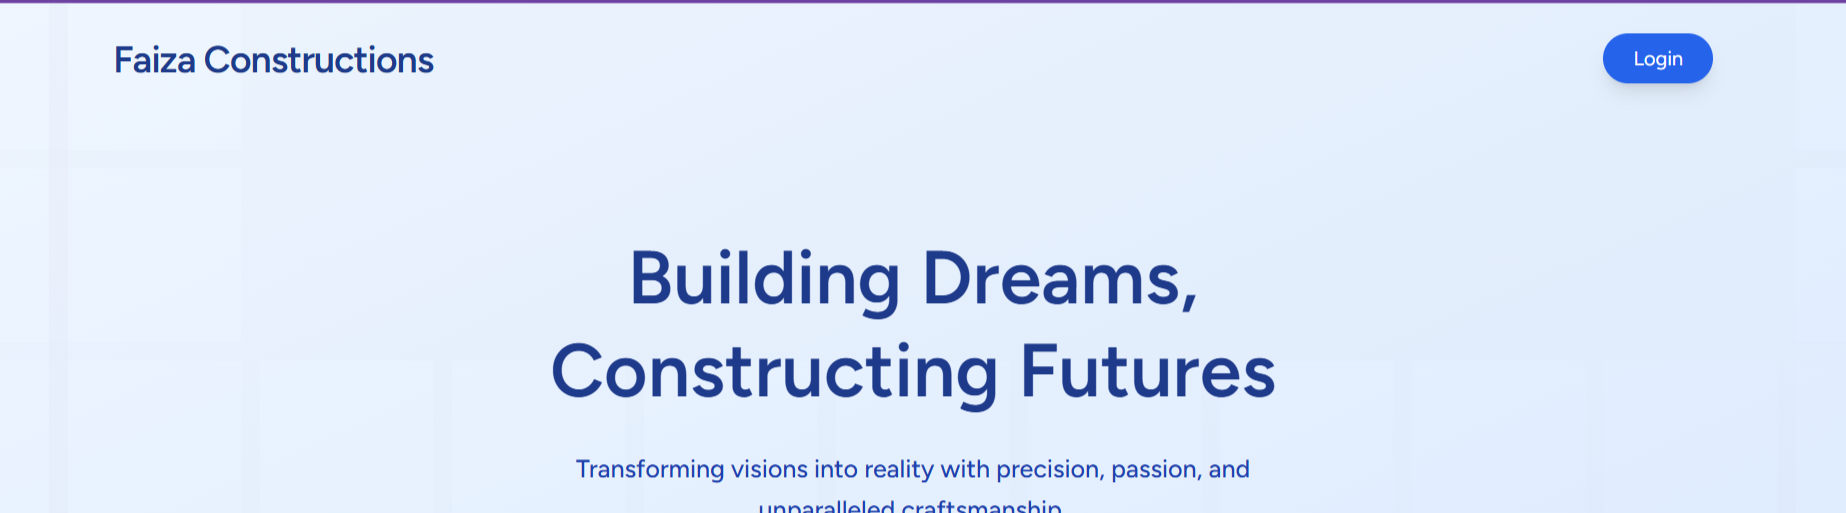 Faiza Constructions
Login
Building Dreams,
Constructing Futures
Transforming visions into reality with precision, passion, and
unparalleled craftsmanship